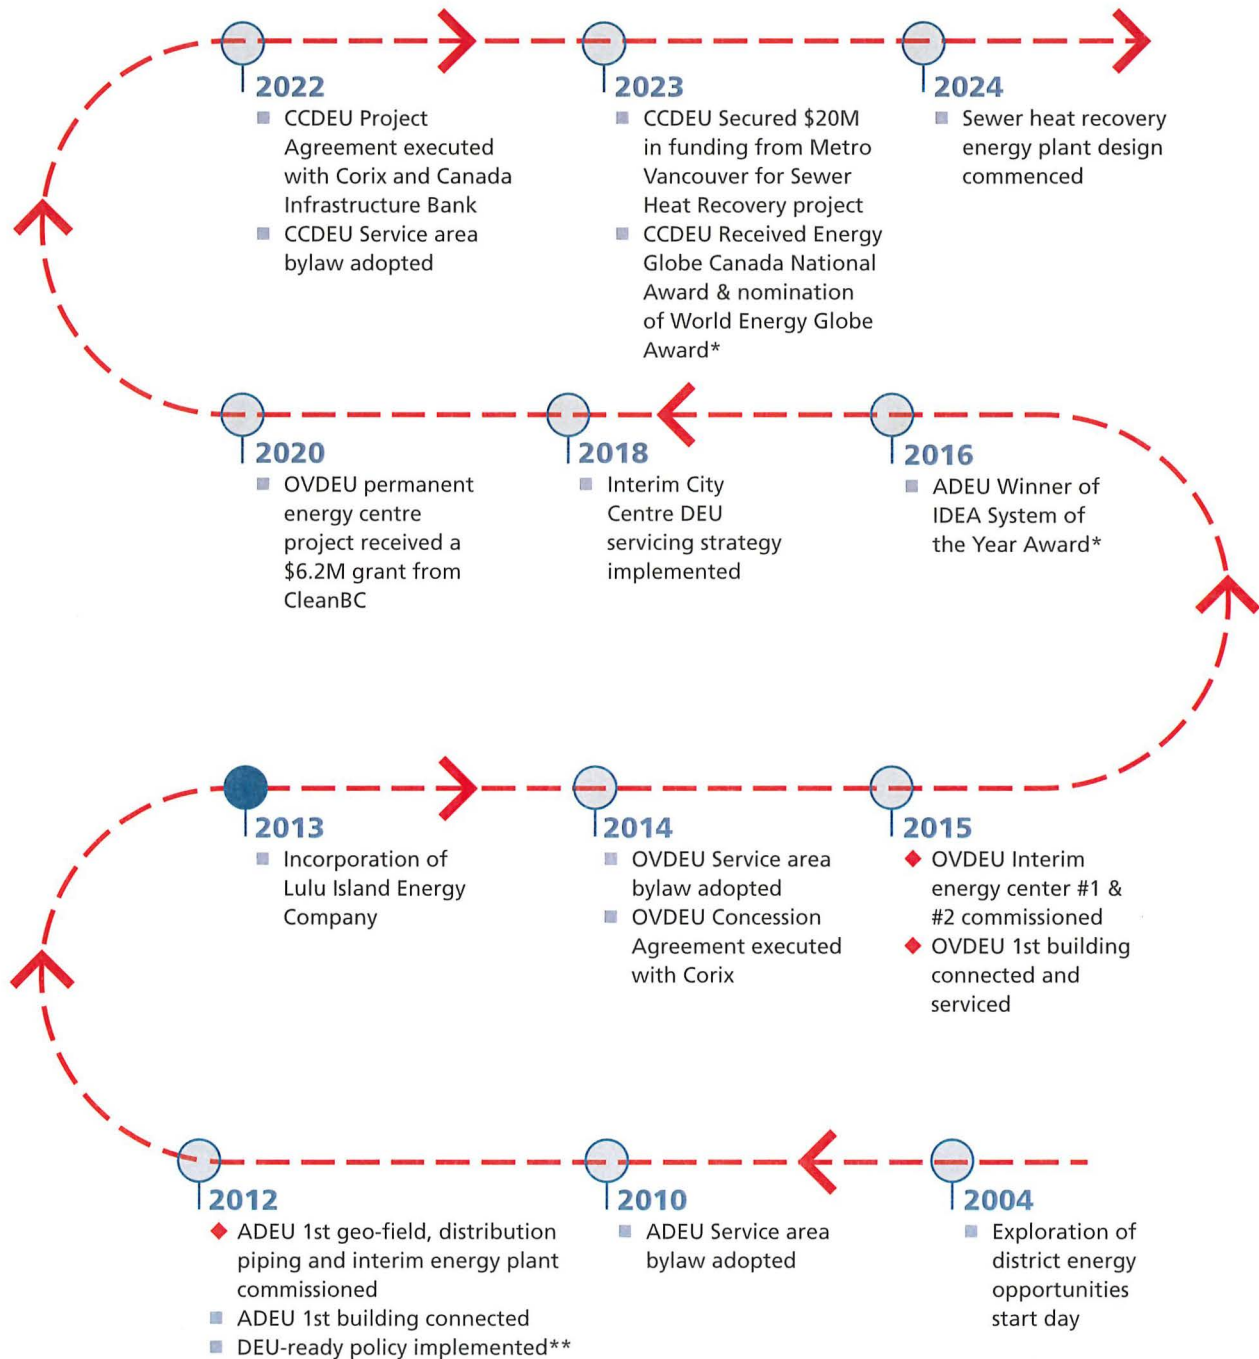 2022
CCDEU Project
Agreement executed
with Corix and Canada
Infrastructure Bank
CCDEU Service area
bylaw adopted
2023
CCDEU Secured $20M
in funding from Metro
Vancouver for Sewer
Heat Recovery project
CCDEU Received Energy
Globe Canada National
Award & nomination
of World Energy Globe
Award*
2024
Sewer heat recovery
energy plant design
commenced
2020
OVDEU permanent
energy centre
project received a
$6.2M grant from
CleanBC
2018
Interim City
Centre DEU
servicing strategy
implemented
2016
ADEU Winner of
IDEA System of
the Year Award*
2013
Incorporation of
Lulu Island Energy
Company
2014
OVDEU Service area
bylaw adopted
OVDEU Concession
Agreement executed
with Corix
2015
OVDEU Interim
energy center #1 &
#2 commissioned
OVDEU 1st building
connected and
serviced
2012
ADEU 1st geo-field, distribution
piping and interim energy plant
commissioned
ADEU 1st building connected
DEU-ready policy implemented**
2010
ADEU Service area
bylaw adopted
2004
Exploration of
district energy
opportunities
start day